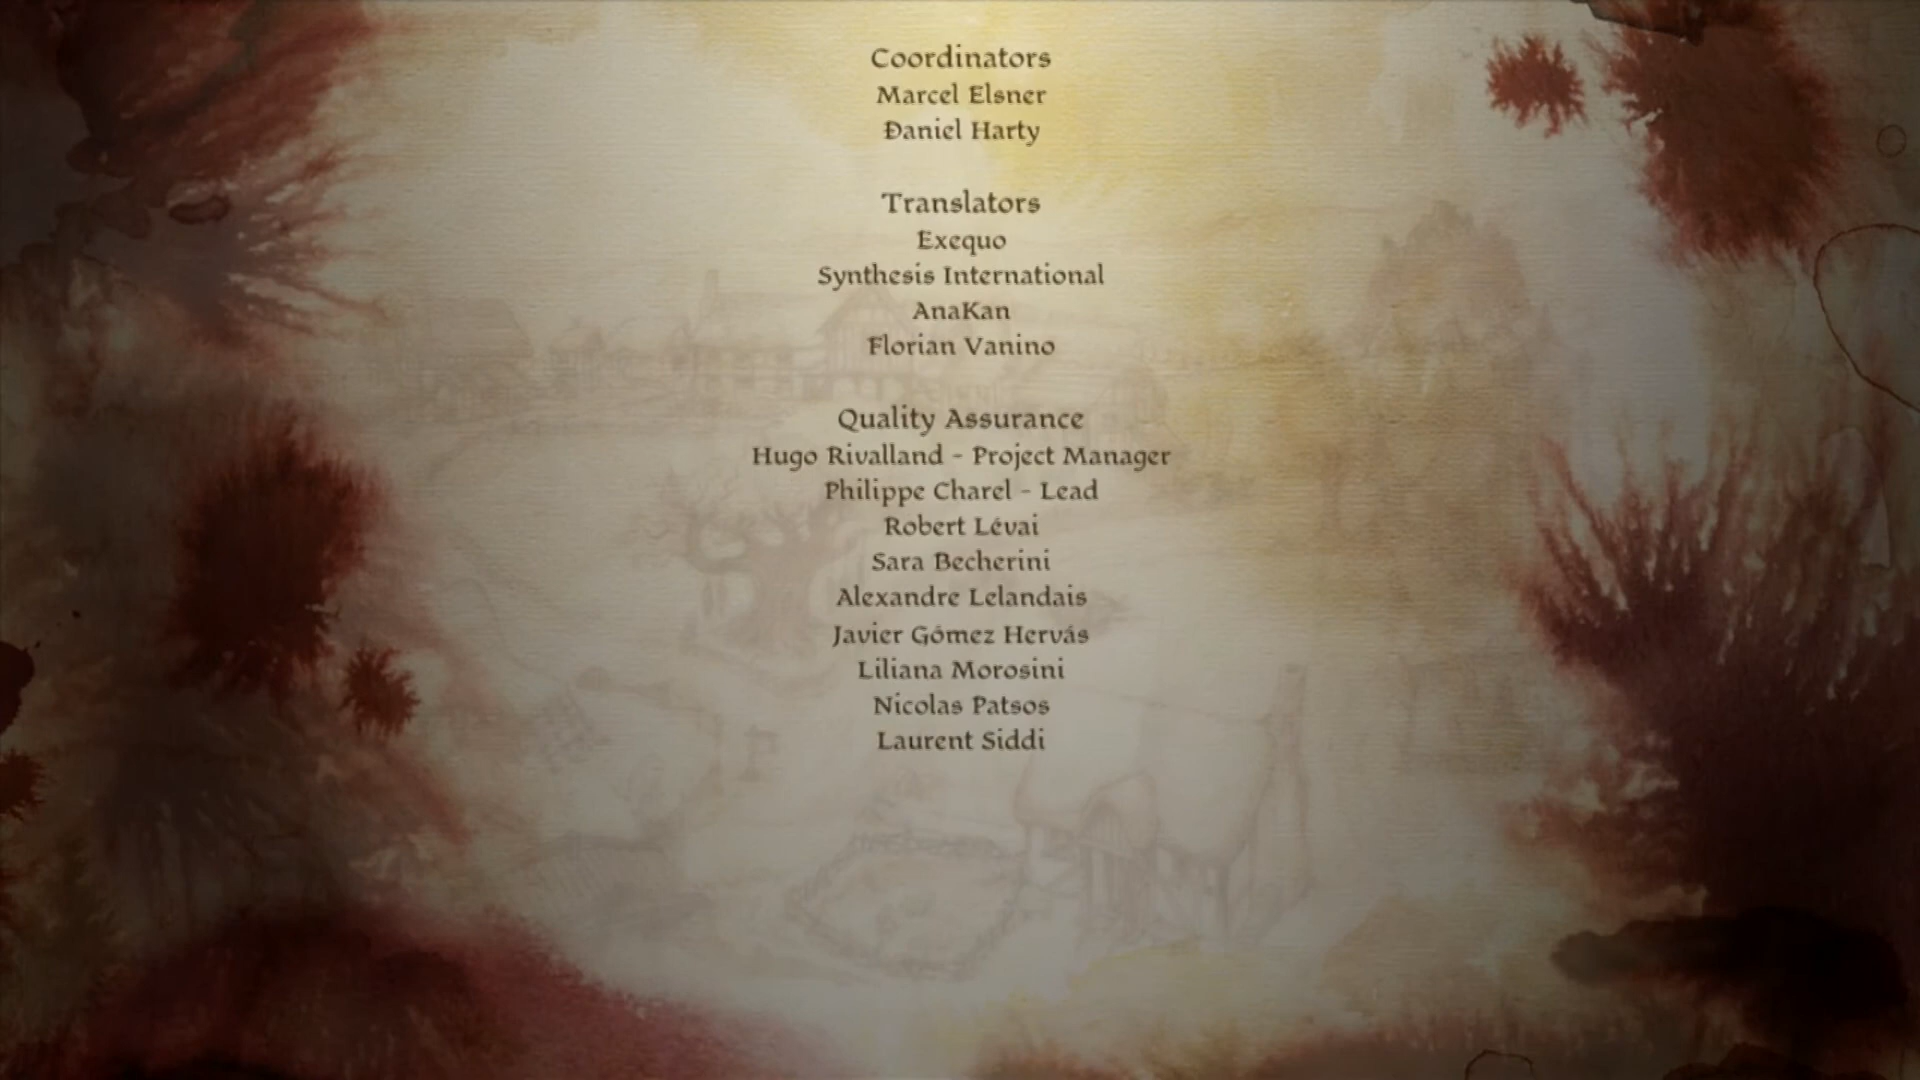 Coordinators
Marcel Elsner
Daniel Harty
Translators
Exequo
Synthesis International
AnaKan
Florian Vanino
Quality Assurance
Hugo Rivalland - Project Manager
Philippe Charel - Lead
Robert Lévai
Sara Becherini
Alexandre Lelandais
Javier Gómez Hervás
Liliana Morosini
Nicolas Patsos
Laurent Siddi